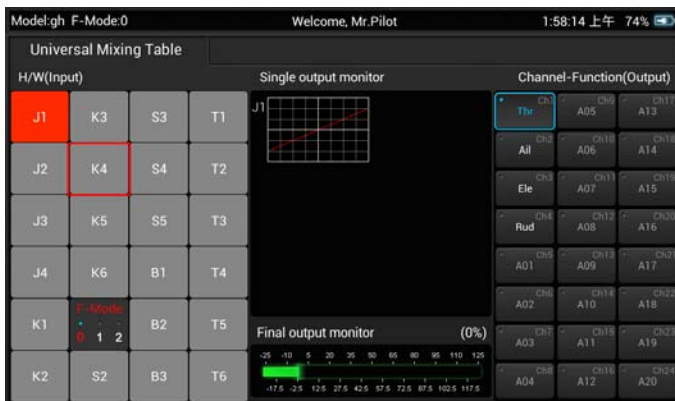 Model:gh F-Mode:0 Welcome, Mr.Pilot 1:58:14 上午 74%
Universal Mixing Table
H/W(Input) Single output monitor Channel-Function(Output)
J1 K3 S3 T1 J1 Ch1 Ch9 Ch17
Thr A05 A13
J2 K4 S4 T2 Ch2 Ch10 Ch18
Ail A06 A14
Ch3 Ch11 Ch19
Ele A07 A15
J3 K5 S5 T3 Ch4 Ch12 Ch20
Rud A08 A16
J4 K6 B1 T4 Ch5 Ch13 Ch21
A01 A09 A17
Ch6 Ch14 Ch22
A02 A10 A18
K1 F-Mode B2 T5 Final output monitor (0%) Ch7 Ch15 Ch23
0 1 2 A03 A11 A19
-25 -10 5 20 35 50 65 80 95 110 125
K2 S2 B3 T6 Ch8 Ch16 Ch24
A04 A12 A20
-17.5 -2.5 12.5 27.5 42.5 57.5 72.5 87.5 102.5 117.5